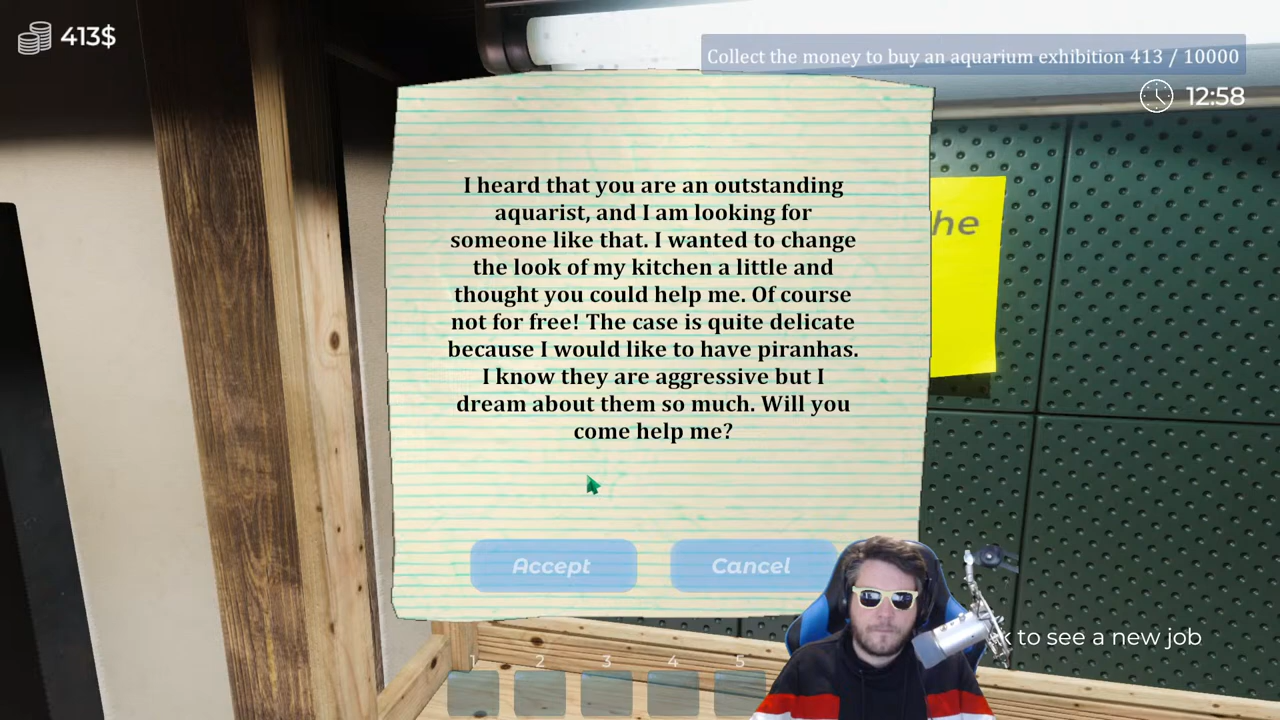 413$
Collect the money to buy an aquarium exhibition 413 / 10000
12:58
I heard that you are an outstanding
aquarist, and I am looking for
someone like that. I wanted to change
the look of my kitchen a little and
thought you could help me. Of course
not for free! The case is quite delicate
because I would like to have piranhas.
I know they are aggressive but I
dream about them so much. Will you
come help me?
he
Accept
Cancel
k to see a new job
1 2 3 4 5